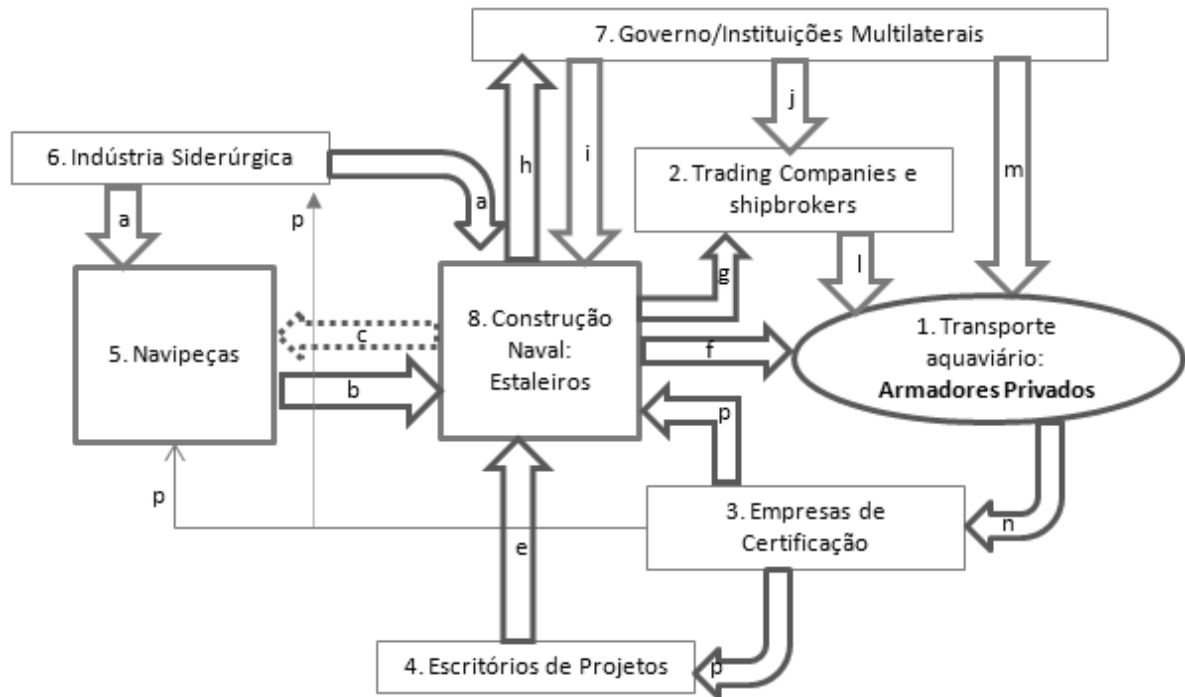 7. Governo/Instituições Multilaterais
j
6. Indústria Siderúrgica
h
i
2. Trading Companies e
shipbrokers
m
a
a
p
g
l
5. Navipeças
c
b
8. Construção
Naval:
Estaleiros
f
1. Transporte
aquaviário:
Armadores Privados
p
p
3. Empresas de
Certificação
n
e
4. Escritórios de Projetos
p